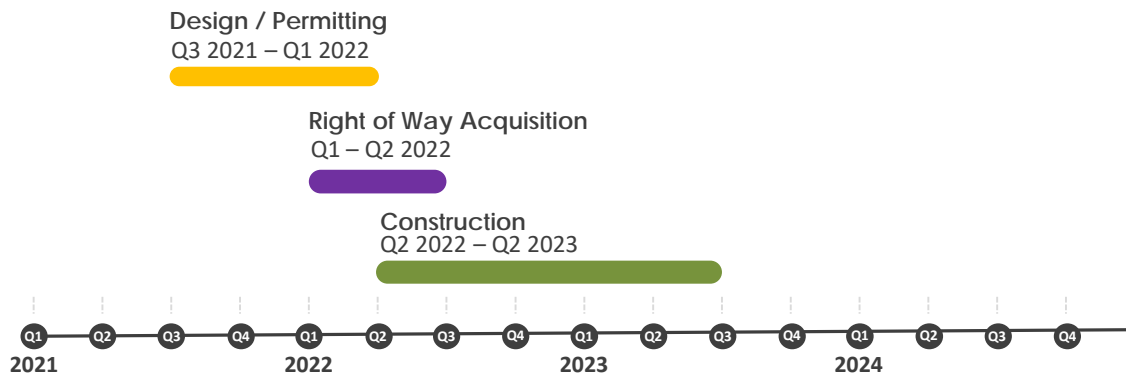 Design / Permitting
Q3 2021 – Q1 2022
Right of Way Acquisition
Q1 – Q2 2022
Construction
Q2 2022 – Q2 2023
Q1 Q2 Q3 Q4 Q1 Q2 Q3 Q4 Q1 Q2 Q3 Q4 Q1 Q2 Q3 Q4
2021 2022 2023 2024